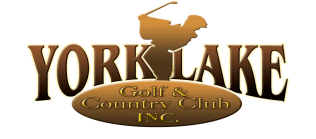 YORK LAKE
Golf &
Country Club
INC.